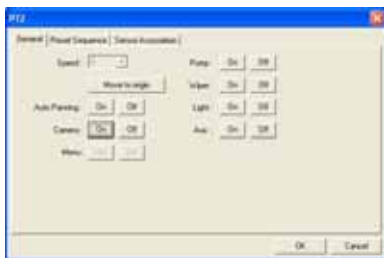 PTZ
General Preset Sequence Sensor Association
Speed:
Pump: On Off
Move to origin
Wiper: On Off
Auto Panning: On Off
Light: On Off
Camera: On Off
Aux: On Off
Menu:
OK Cancel